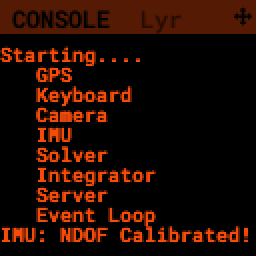 CONSOLE Lyr
Starting....
GPS
Keyboard
Camera
IMU
Solver
Integrator
Server
Event Loop
IMU: NDOF Calibrated!